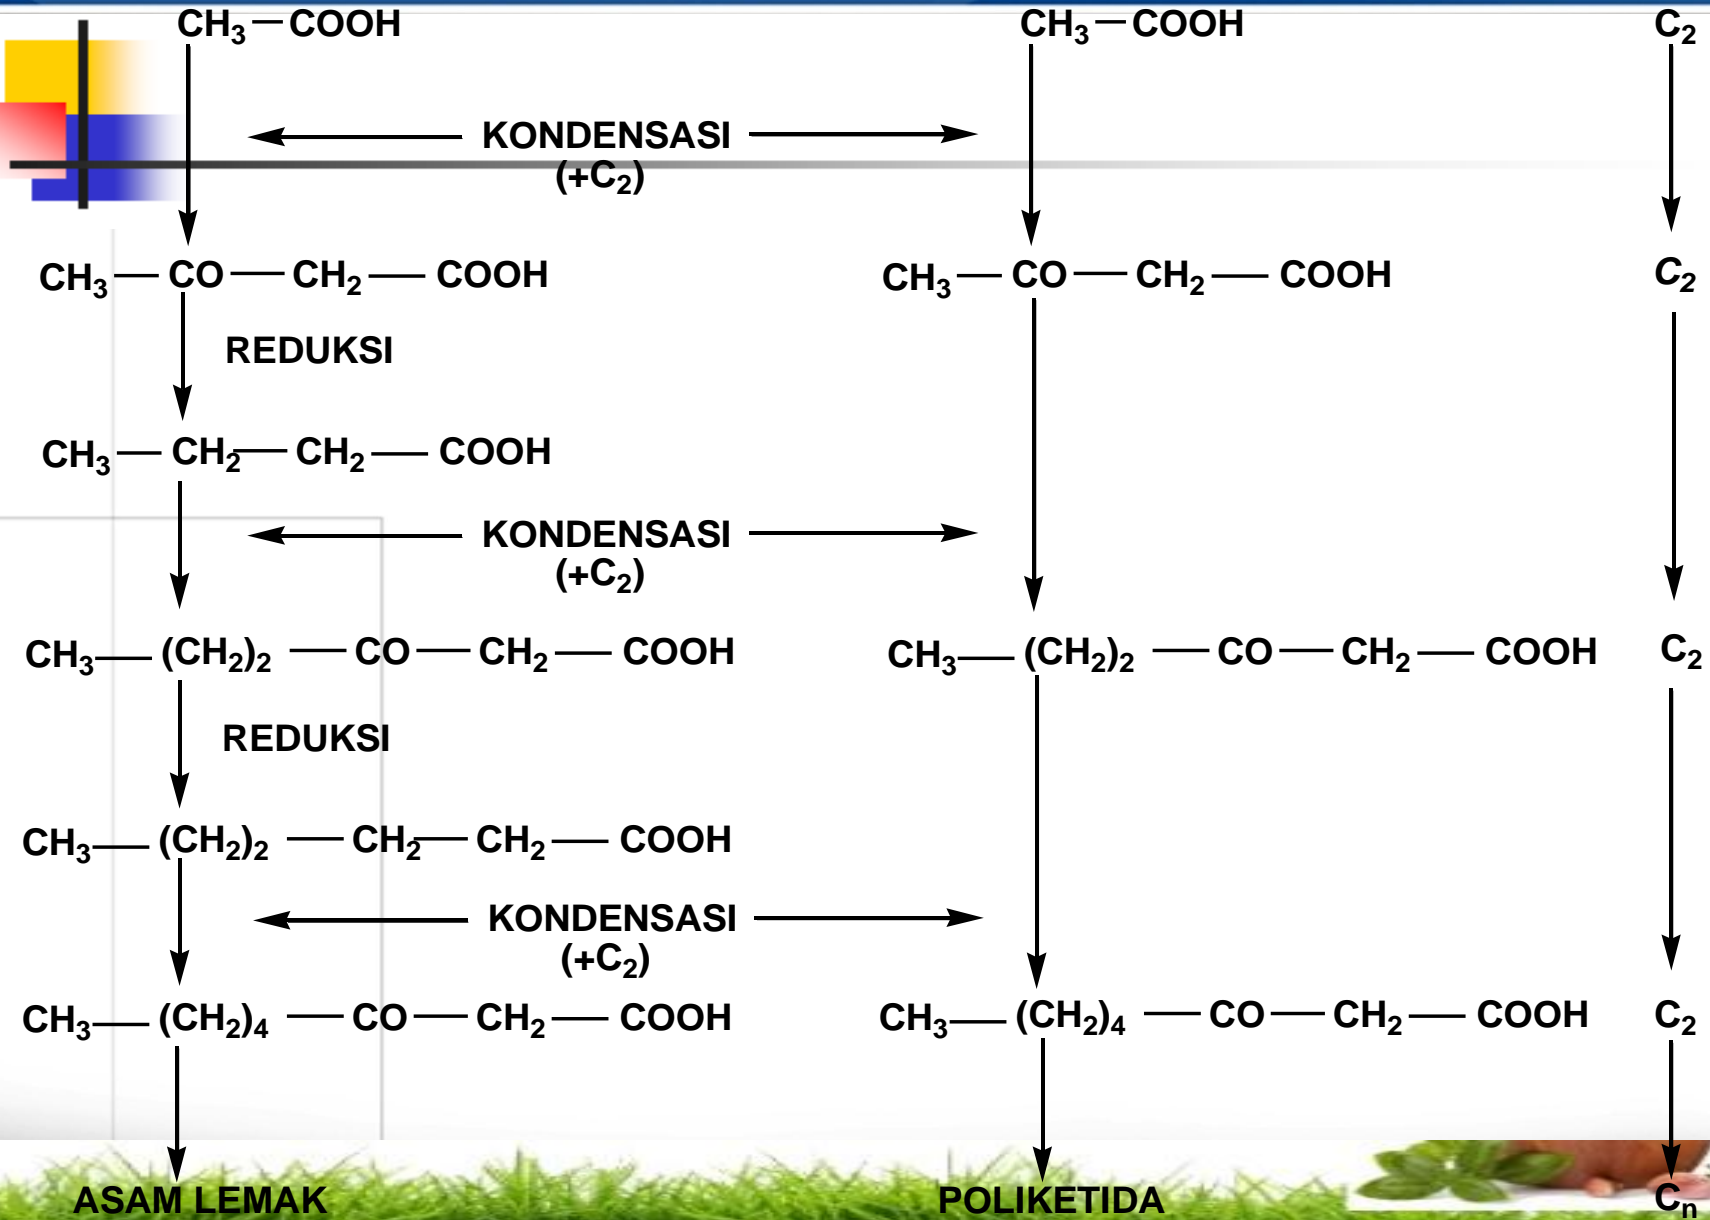 CH3—COOH CH3—COOH C2
KONDENSASI
(+C2)
CH3—CO—CH2—COOH CH3—CO—CH2—COOH C2
REDUKSI
CH3—CH2—CH2—COOH
KONDENSASI
(+C2)
CH3—(CH2)2—CO—CH2—COOH CH3—(CH2)2—CO—CH2—COOH C2
REDUKSI
CH3—(CH2)2—CH2—CH2—COOH
KONDENSASI
(+C2)
CH3—(CH2)4—CO—CH2—COOH CH3—(CH2)4—CO—CH2—COOH C2
ASAM LEMAK POLIKETIDA Cn